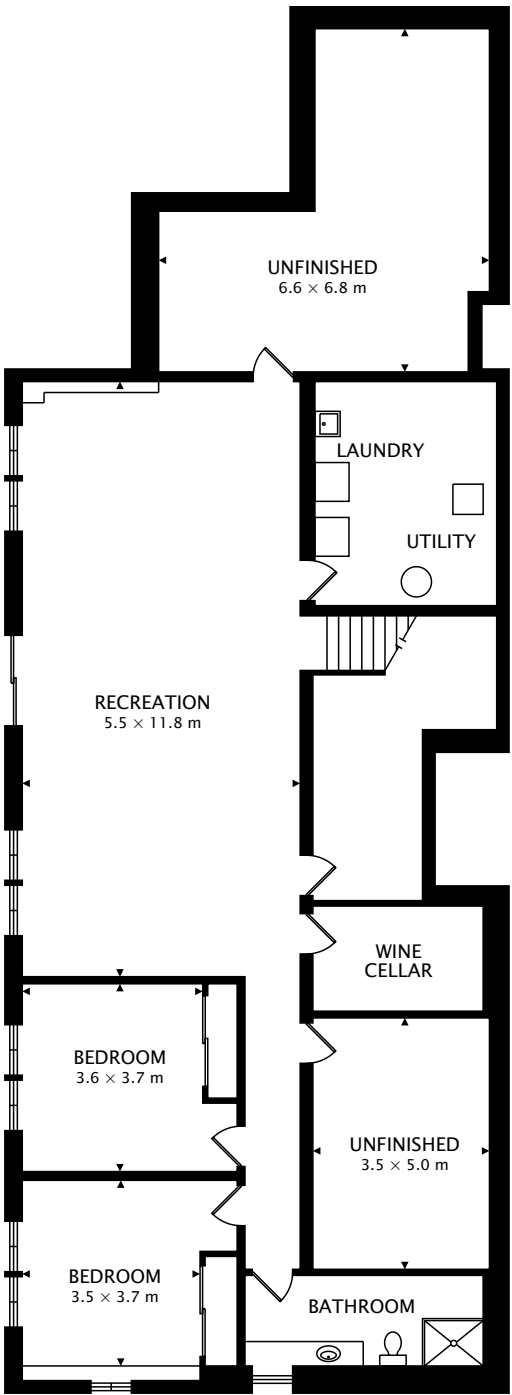 UNFINISHED
6.6 × 6.8 m
LAUNDRY
UTILITY
RECREATION
5.5 × 11.8 m
WINE
CELLAR
BEDROOM
3.6 × 3.7 m
UNFINISHED
3.5 × 5.0 m
BEDROOM
3.5 × 3.7 m
BATHROOM